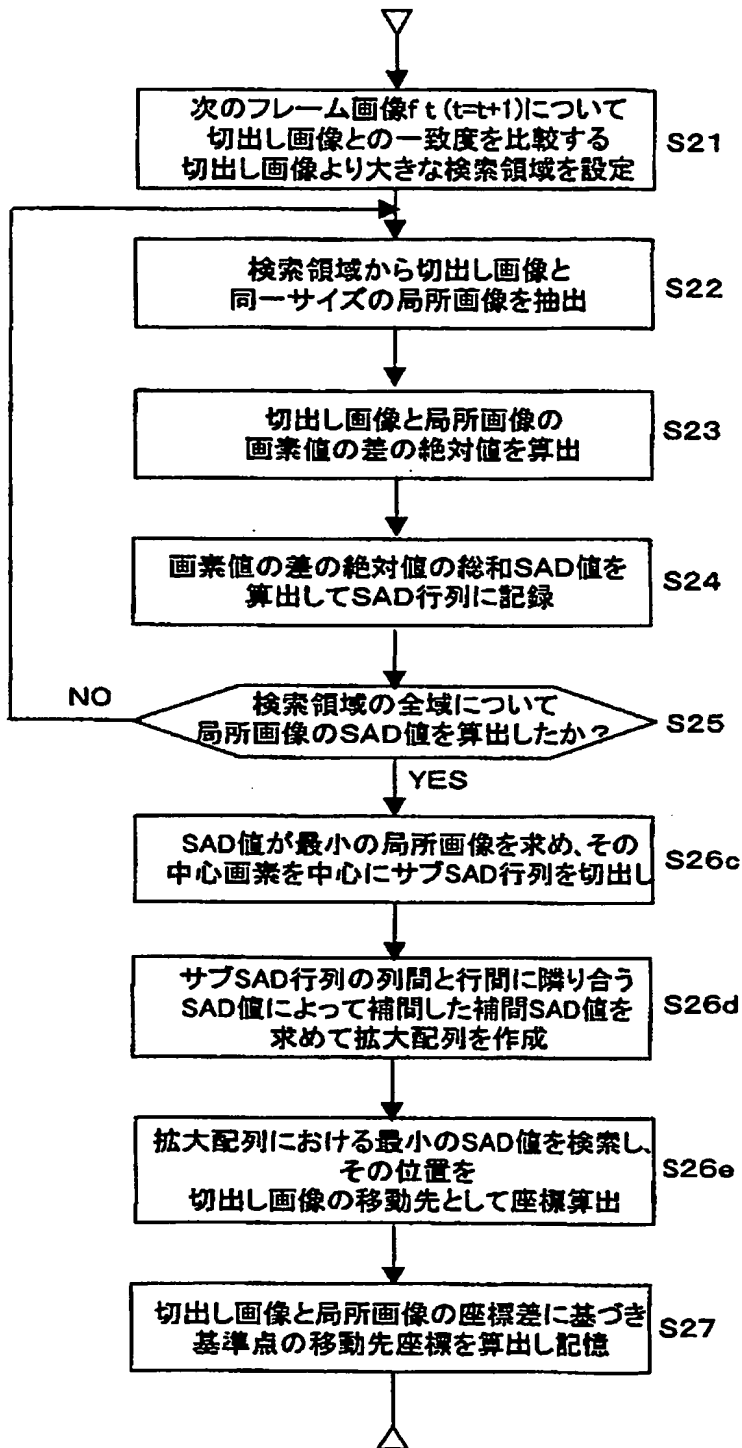 次のフレーム画像f t (t=t+1)について
切出し画像との一致度を比較する
切出し画像より大きな検索領域を設定
S21
検索領域から切出し画像と
同一サイズの局所画像を抽出
S22
切出し画像と局所画像の
画素値の差の絶対値を算出
S23
画素値の差の絶対値の総和SAD値を
算出してSAD行列に記録
S24
NO
検索領域の全域について
局所画像のSAD値を算出したか?
S25
YES
SAD値が最小の局所画像を求め、その
中心画素を中心にサブSAD行列を切出し
S26c
サブSAD行列の列間と行間に隣り合う
SAD値によって補間した補間SAD値を
求めて拡大配列を作成
S26d
拡大配列における最小のSAD値を検索し、
その位置を
切出し画像の移動先として座標算出
S26e
切出し画像と局所画像の座標差に基づき
基準点の移動先座標を算出し記憶
S27